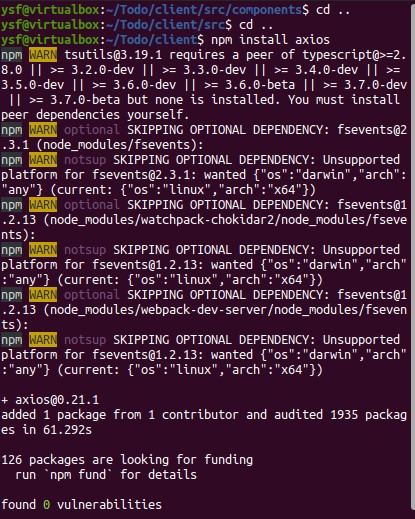 ysf@virtualbox:~/Todo/client/src/components$ cd ..
ysf@virtualbox:~/Todo/client/src$ cd ..
ysf@virtualbox:~/Todo/client$ npm install axios
npm WARN tsutils@3.19.1 requires a peer of typescript@>=2.
8.0 || >= 3.2.0-dev || >= 3.3.0-dev || >= 3.4.0-dev || >=
3.5.0-dev || >= 3.6.0-dev || >= 3.6.0-beta || >= 3.7.0-dev
 || >= 3.7.0-beta but none is installed. You must install
peer dependencies yourself.
npm WARN optional SKIPPING OPTIONAL DEPENDENCY: fsevents@2
.3.1 (node_modules/fsevents):
npm WARN notsup SKIPPING OPTIONAL DEPENDENCY: Unsupported
platform for fsevents@2.3.1: wanted {"os":"darwin","arch":
"any"} (current: {"os":"linux","arch":"x64"})
npm WARN optional SKIPPING OPTIONAL DEPENDENCY: fsevents@1
.2.13 (node_modules/watchpack-chokidar2/node_modules/fseve
nts):
npm WARN notsup SKIPPING OPTIONAL DEPENDENCY: Unsupported
platform for fsevents@1.2.13: wanted {"os":"darwin","arch"
:"any"} (current: {"os":"linux","arch":"x64"})
npm WARN optional SKIPPING OPTIONAL DEPENDENCY: fsevents@1
.2.13 (node_modules/webpack-dev-server/node_modules/fseven
ts):
npm WARN notsup SKIPPING OPTIONAL DEPENDENCY: Unsupported
platform for fsevents@1.2.13: wanted {"os":"darwin","arch"
:"any"} (current: {"os":"linux","arch":"x64"})
+ axios@0.21.1
added 1 package from 1 contributor and audited 1935 packag
es in 61.292s
126 packages are looking for funding
  run `npm fund` for details
found 0 vulnerabilities